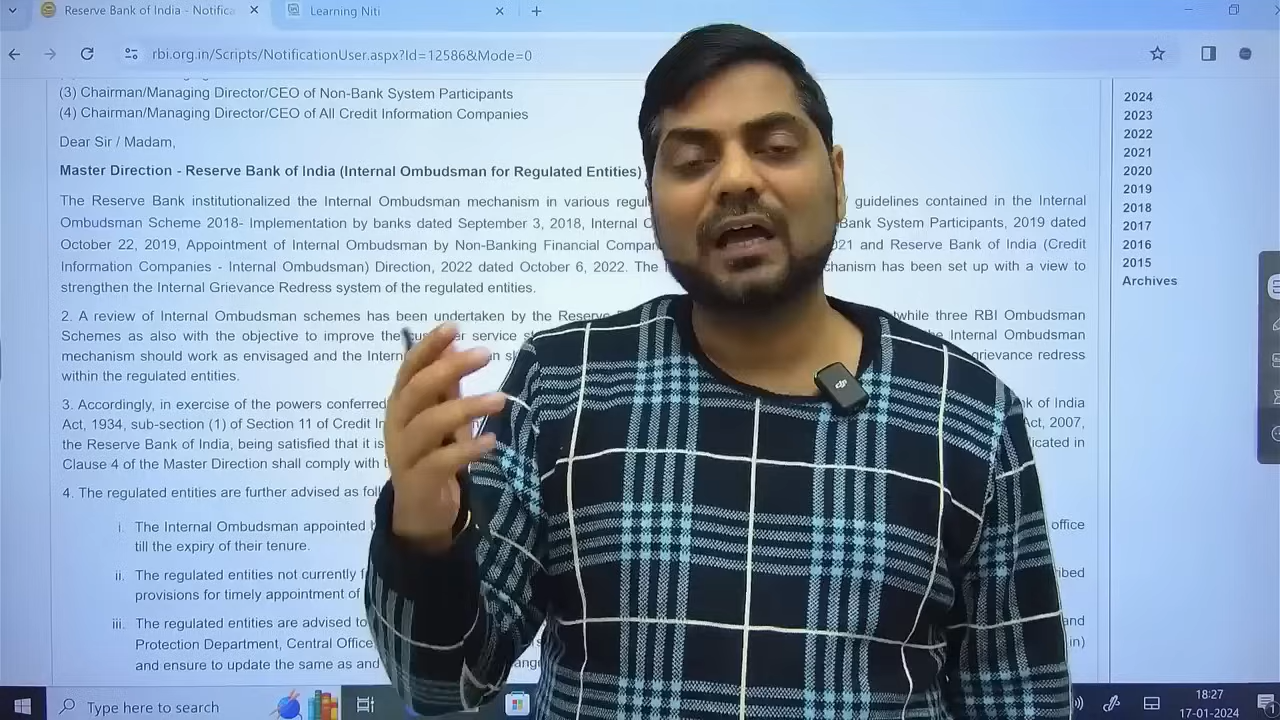 Reserve Bank of India - Notifica
Learning Niti
rbi.org.in/Scripts/NotificationUser.aspx?Id=12586&Mode=0
(3) Chairman/Managing Director/CEO of Non-Bank System Participants
(4) Chairman/Managing Director/CEO of All Credit Information Companies
Dear Sir / Madam,
Master Direction - Reserve Bank of India (Internal Ombudsman for Regulated Entities)
The Reserve Bank institutionalized the Internal Ombudsman mechanism in various regul guidelines contained in the Internal
Ombudsman Scheme 2018- Implementation by banks dated September 3, 2018, Internal Bank System Participants, 2019 dated
October 22, 2019, Appointment of Internal Ombudsman by Non-Banking Financial Compan 021 and Reserve Bank of India (Credit
Information Companies - Internal Ombudsman) Direction, 2022 dated October 6, 2022. The chanism has been set up with a view to
strengthen the Internal Grievance Redress system of the regulated entities.
2. A review of Internal Ombudsman schemes has been undertaken by the Reserve while three RBI Ombudsman
Schemes as also with the objective to improve the customer service Internal Ombudsman
mechanism should work as envisaged and the Intern grievance redress
within the regulated entities.
3. Accordingly, in exercise of the powers conferred of India
Act, 1934, sub-section (1) of Section 11 of Credit In Act, 2007,
the Reserve Bank of India, being satisfied that it is icated in
Clause 4 of the Master Direction shall comply with
4. The regulated entities are further advised as foll
i. The Internal Ombudsman appointed office
till the expiry of their tenure.
ii. The regulated entities not currently ibed
provisions for timely appointment of
iii. The regulated entities are advised to and
Protection Department, Central Office in)
and ensure to update the same as and
2024
2023
2022
2021
2020
2019
2018
2017
2016
2015
Archives
dji
Type here to search
18:27
17-01-2024